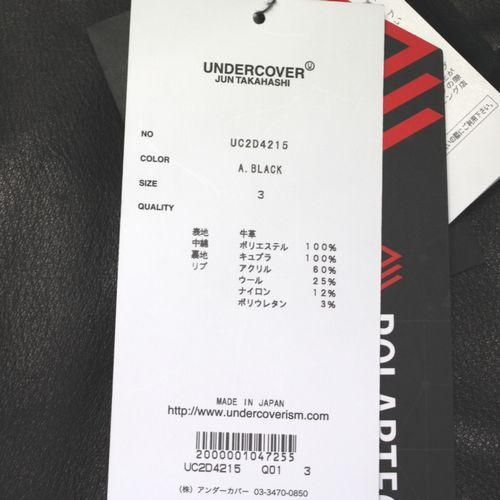 UNDERCOVER
JUN TAKAHASHI
NO UC2D4215
COLOR A.BLACK
SIZE 3
QUALITY
表地 牛革
中綿 ポリエステル 100%
裏地 キュプラ 100%
リブ アクリル 60%
ウール 25%
ナイロン 12%
ポリウレタン 3%
MADE IN JAPAN
http://www.undercoverism.com
2000001047255
UC2D4215 Q01 3
(株) アンダーカバー 03-3470-0850
POLARTEC